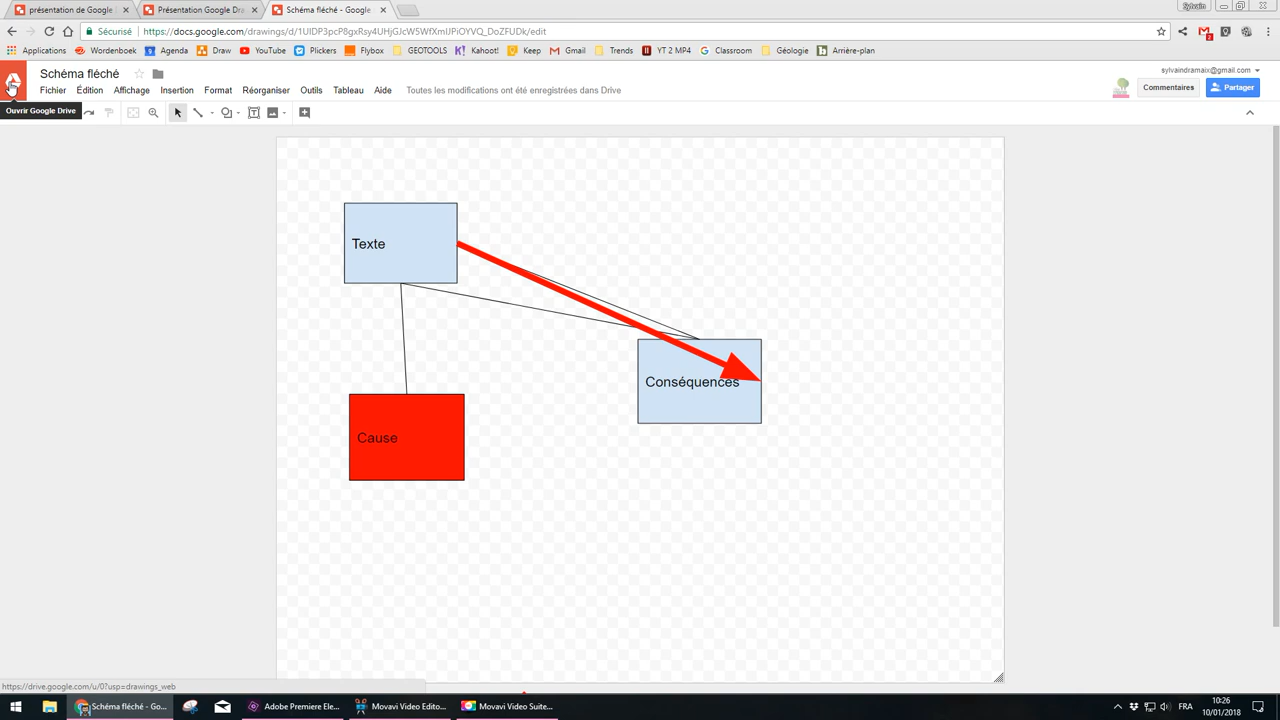 présentation de Google
Présentation Google Dra
Schéma fléché - Google
Sylvain
Sécurisé
https://docs.google.com/drawings/d/1UIDP3pcP8gxRsy4UHjGJcW5WfXmIJPiOYVQ_DoZFUDk/edit
Applications
Wordenboek
Agenda
Draw
YouTube
Plickers
Flybox
GEOTOOLS
Kahoot!
Keep
Gmail
Trends
YT 2 MP4
Classroom
Géologie
Arrière-plan
Schéma fléché
sylvaindramaix@gmail.com
Fichier
Édition
Affichage
Insertion
Format
Réorganiser
Outils
Tableau
Aide
Toutes les modifications ont été enregistrées dans Drive
Commentaires
Partager
Ouvrir Google Drive
Texte
Conséquences
Cause
https://drive.google.com/u/0?usp=drawings_web
Schéma fléché - Go...
Adobe Premiere Ele...
Movavi Video Edito...
Movavi Video Suite...
FRA
10:26
10/01/2018